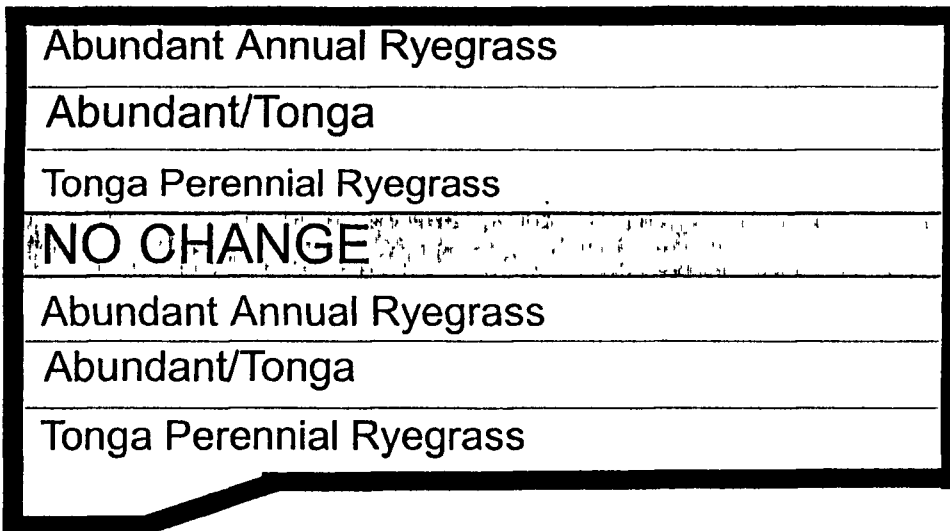 Abundant Annual Ryegrass
Abundant/Tonga
Tonga Perennial Ryegrass
NO CHANGE
Abundant Annual Ryegrass
Abundant/Tonga
Tonga Perennial Ryegrass